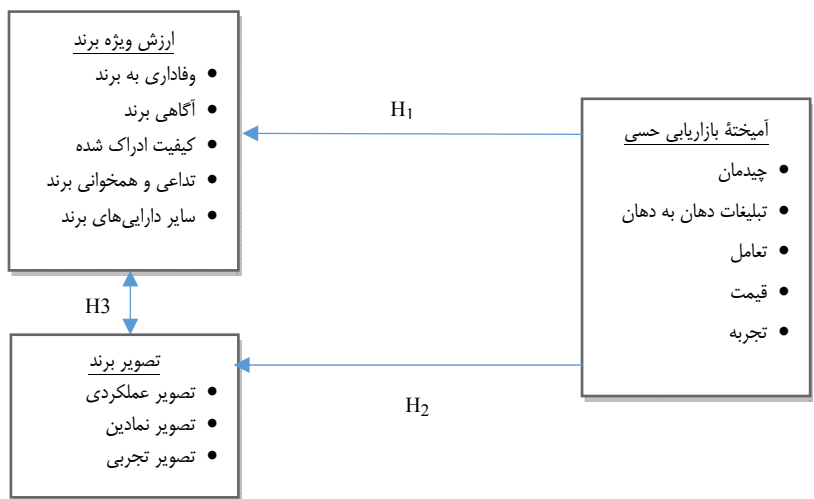 ارزش ویژه برند
• وفاداری به برند
• آگاهی برند
• کیفیت ادراک شده
• تداعی و همخوانی برند
• سایر دارایی‌های برند
H1
آمیختۀ بازاریابی حسی
• چیدمان
• تبلیغات دهان به دهان
• تعامل
• قیمت
• تجربه
H3
تصویر برند
• تصویر عملکردی
• تصویر نمادین
• تصویر تجربی
H2